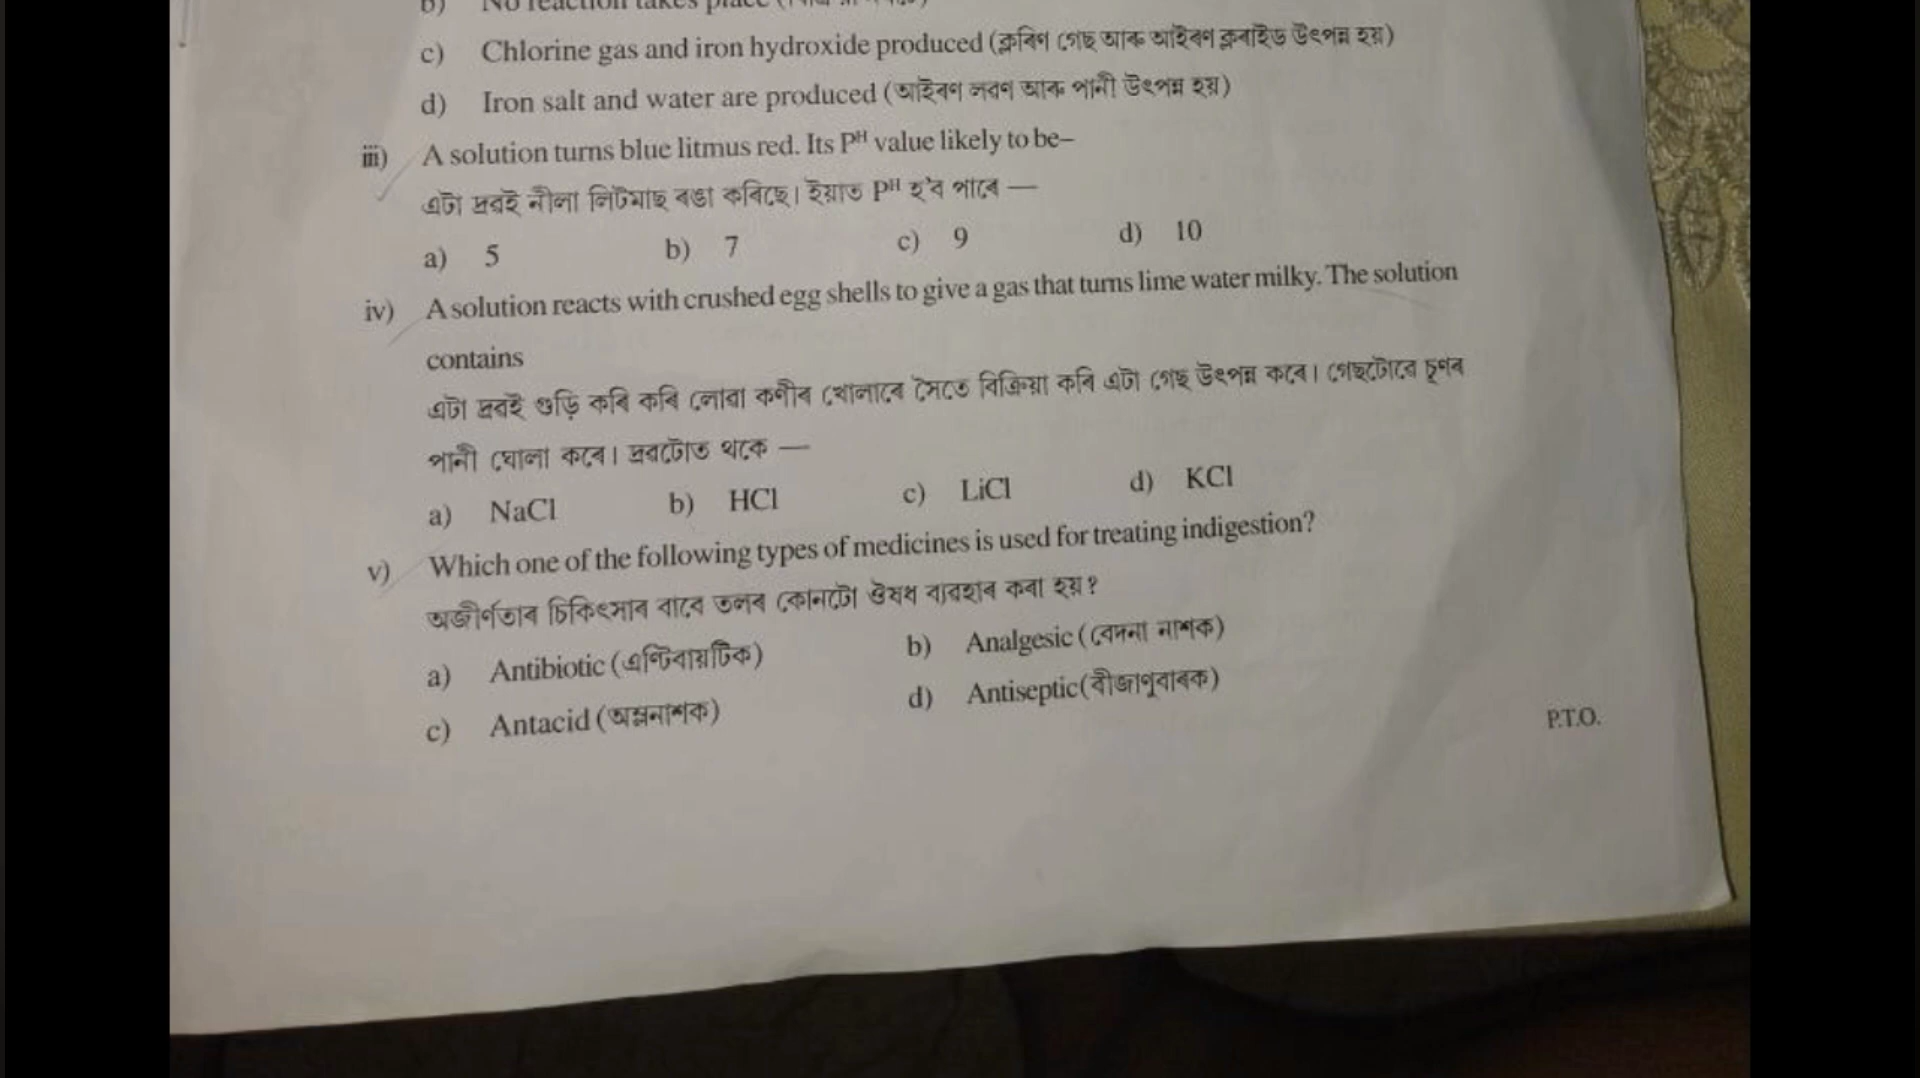 b) No reaction takes place
c) Chlorine gas and iron hydroxide produced (ক্লৰিণ গেছ আৰু আইৰণ ক্লৰাইড উৎপন্ন হয়)
d) Iron salt and water are produced (আইৰণ লৱণ আৰু পানী উৎপন্ন হয়)
iii) A solution turns blue litmus red. Its Pᴴ value likely to be–
এটা দ্ৰৱই নীলা লিটমাছ ৰঙা কৰিছে। ইয়াত Pᴴ হ'ব পাৰে —
a) 5 b) 7 c) 9 d) 10
iv) A solution reacts with crushed egg shells to give a gas that turns lime water milky. The solution
contains
এটা দ্ৰৱই গুড়ি কৰি কৰি লোৱা কণীৰ খোলাৰে সৈতে বিক্ৰিয়া কৰি এটা গেছ উৎপন্ন কৰে। গেছটোৱে চূণৰ
পানী ঘোলা কৰে। দ্ৰৱটোত থকে —
a) NaCl b) HCl c) LiCl d) KCl
v) Which one of the following types of medicines is used for treating indigestion?
অজীৰ্ণতাৰ চিকিৎসাৰ বাবে তলৰ কোনটো ঔষধ ব্যৱহাৰ কৰা হয়?
a) Antibiotic (এণ্টিবায়টিক) b) Analgesic (বেদনা নাশক)
c) Antacid (অম্লনাশক) d) Antiseptic(বীজাণুবাৰক)
P.T.O.